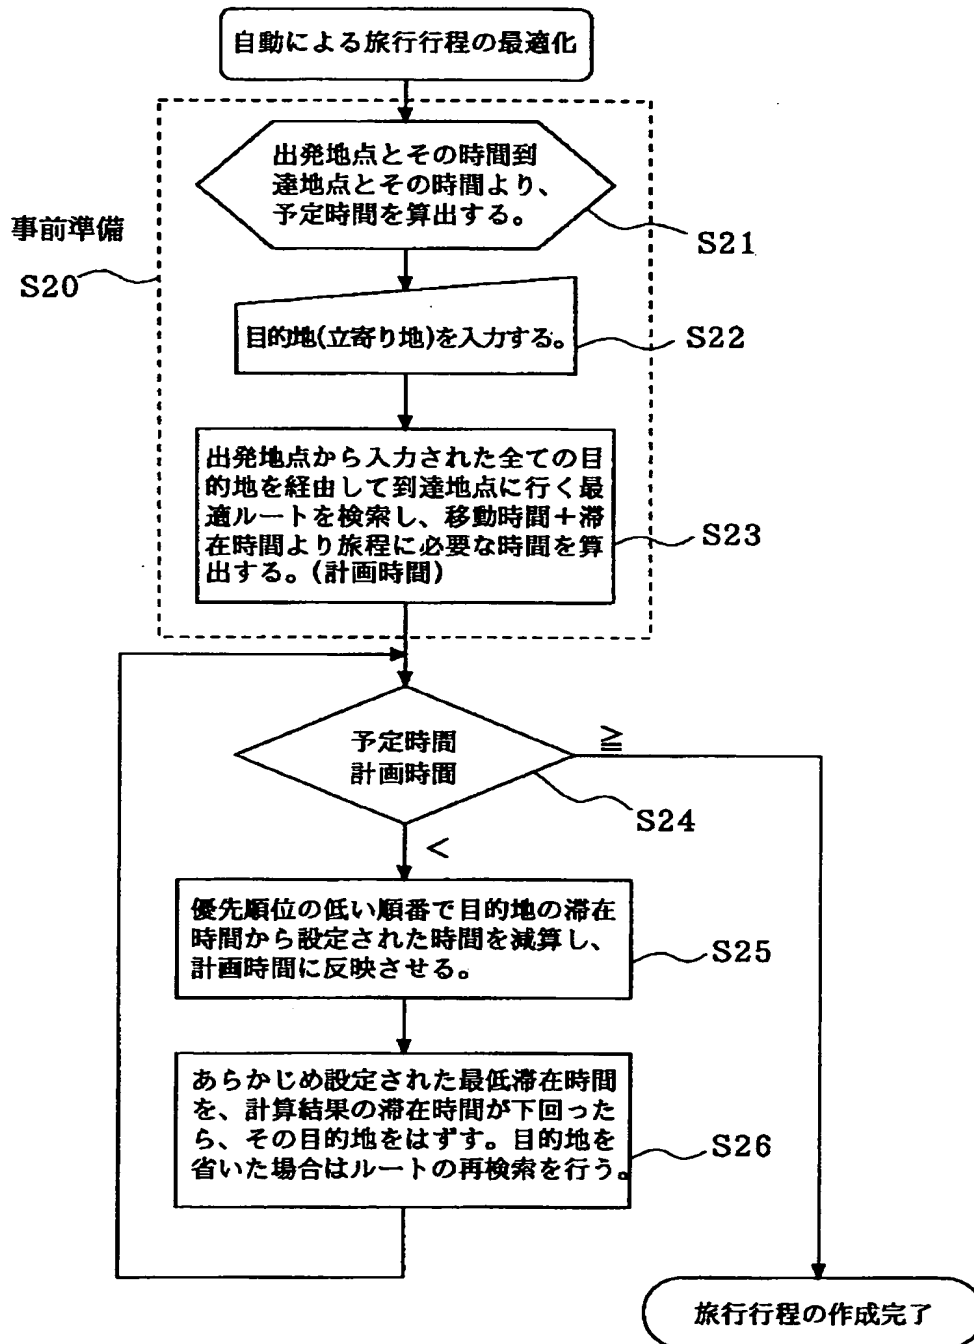 自動による旅行行程の最適化
出発地点とその時間到
達地点とその時間より、
予定時間を算出する。
S21
事前準備
S20
目的地(立寄り地)を入力する。
S22
出発地点から入力された全ての目
的地を経由して到達地点に行く最
適ルートを検索し、移動時間＋滞
在時間より旅程に必要な時間を算
出する。(計画時間)
S23
予定時間
計画時間
≧
S24
<
優先順位の低い順番で目的地の滞在
時間から設定された時間を減算し、
計画時間に反映させる。
S25
あらかじめ設定された最低滞在時間
を、計算結果の滞在時間が下回った
ら、その目的地をはずす。目的地を
省いた場合はルートの再検索を行う。
S26
旅行行程の作成完了